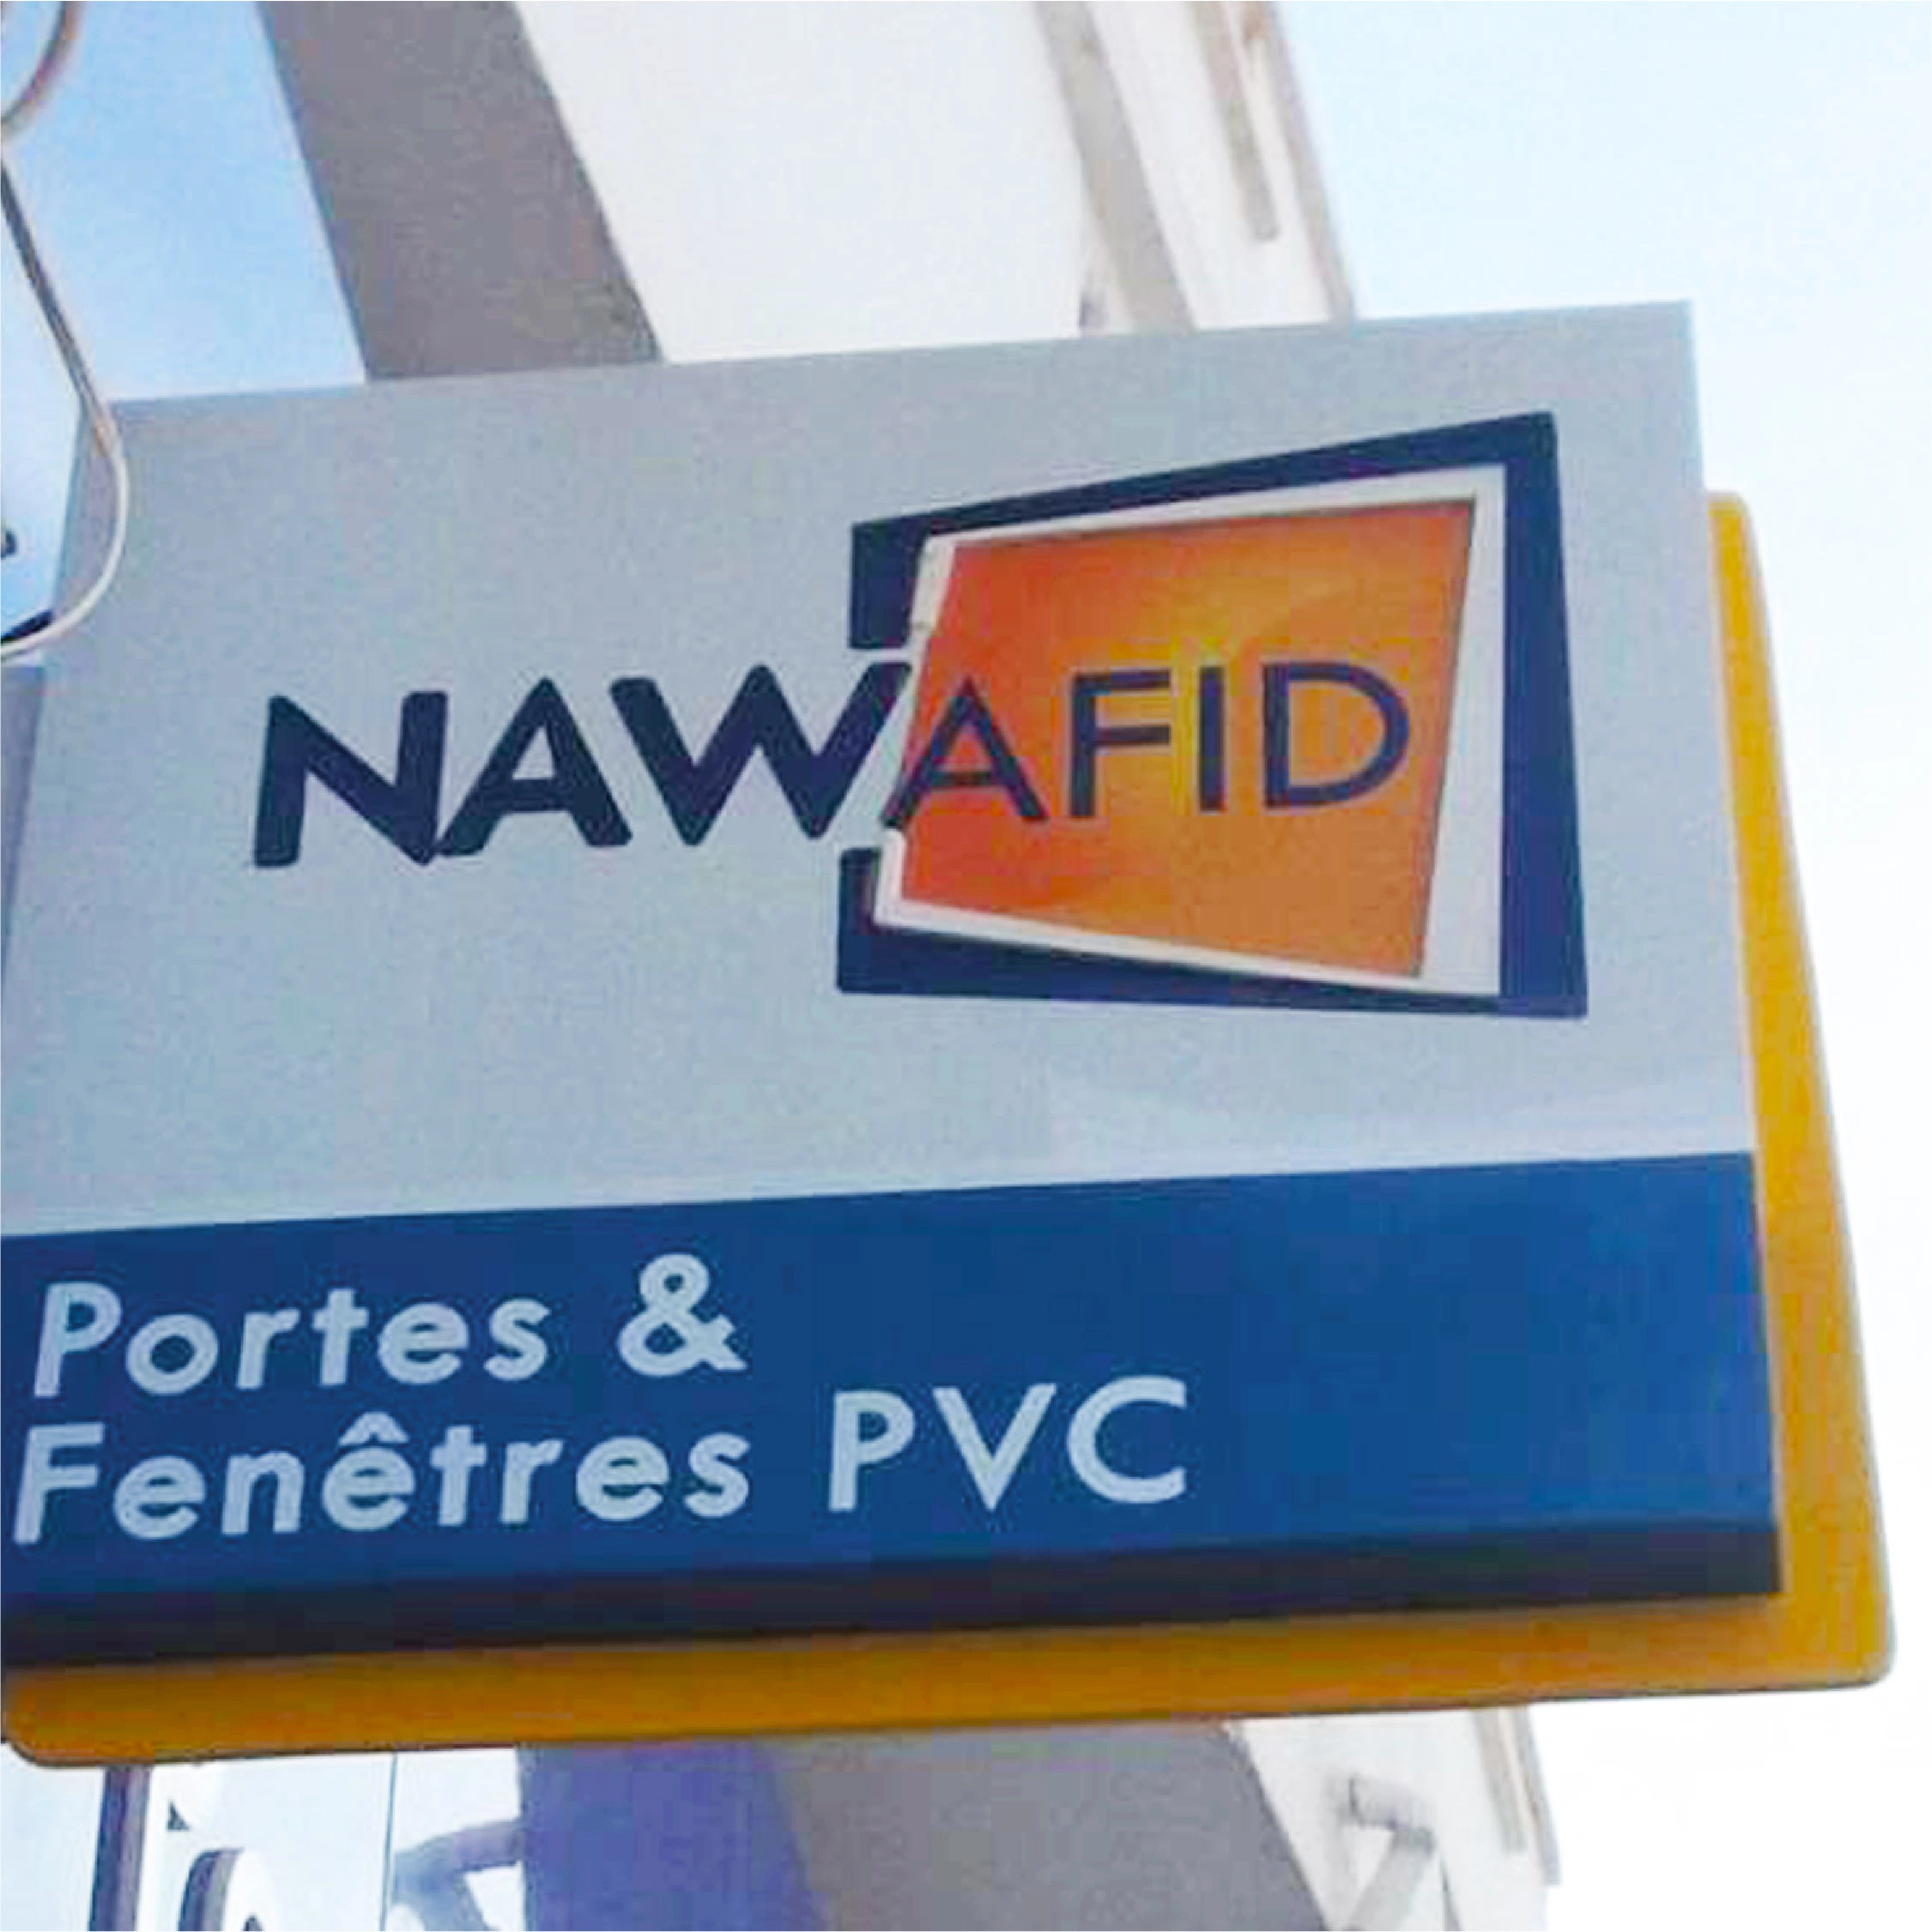 NAWAFID
Portes &
Fenêtres PVC